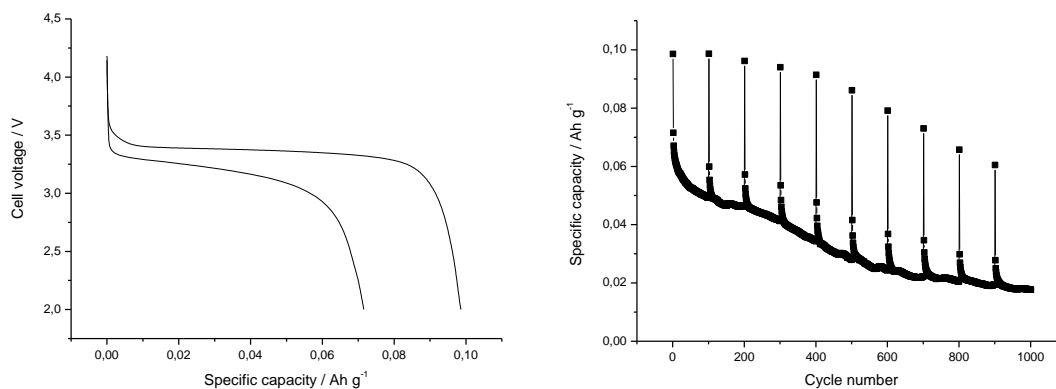 4,5
4,0
3,5
3,0
2,5
2,0
Cell voltage / V
0,00 0,02 0,04 0,06 0,08 0,10
Specific capacity / Ah g⁻¹
0,10
0,08
0,06
0,04
0,02
0,00
Specific capacity / Ah g⁻¹
0 200 400 600 800 1000
Cycle number